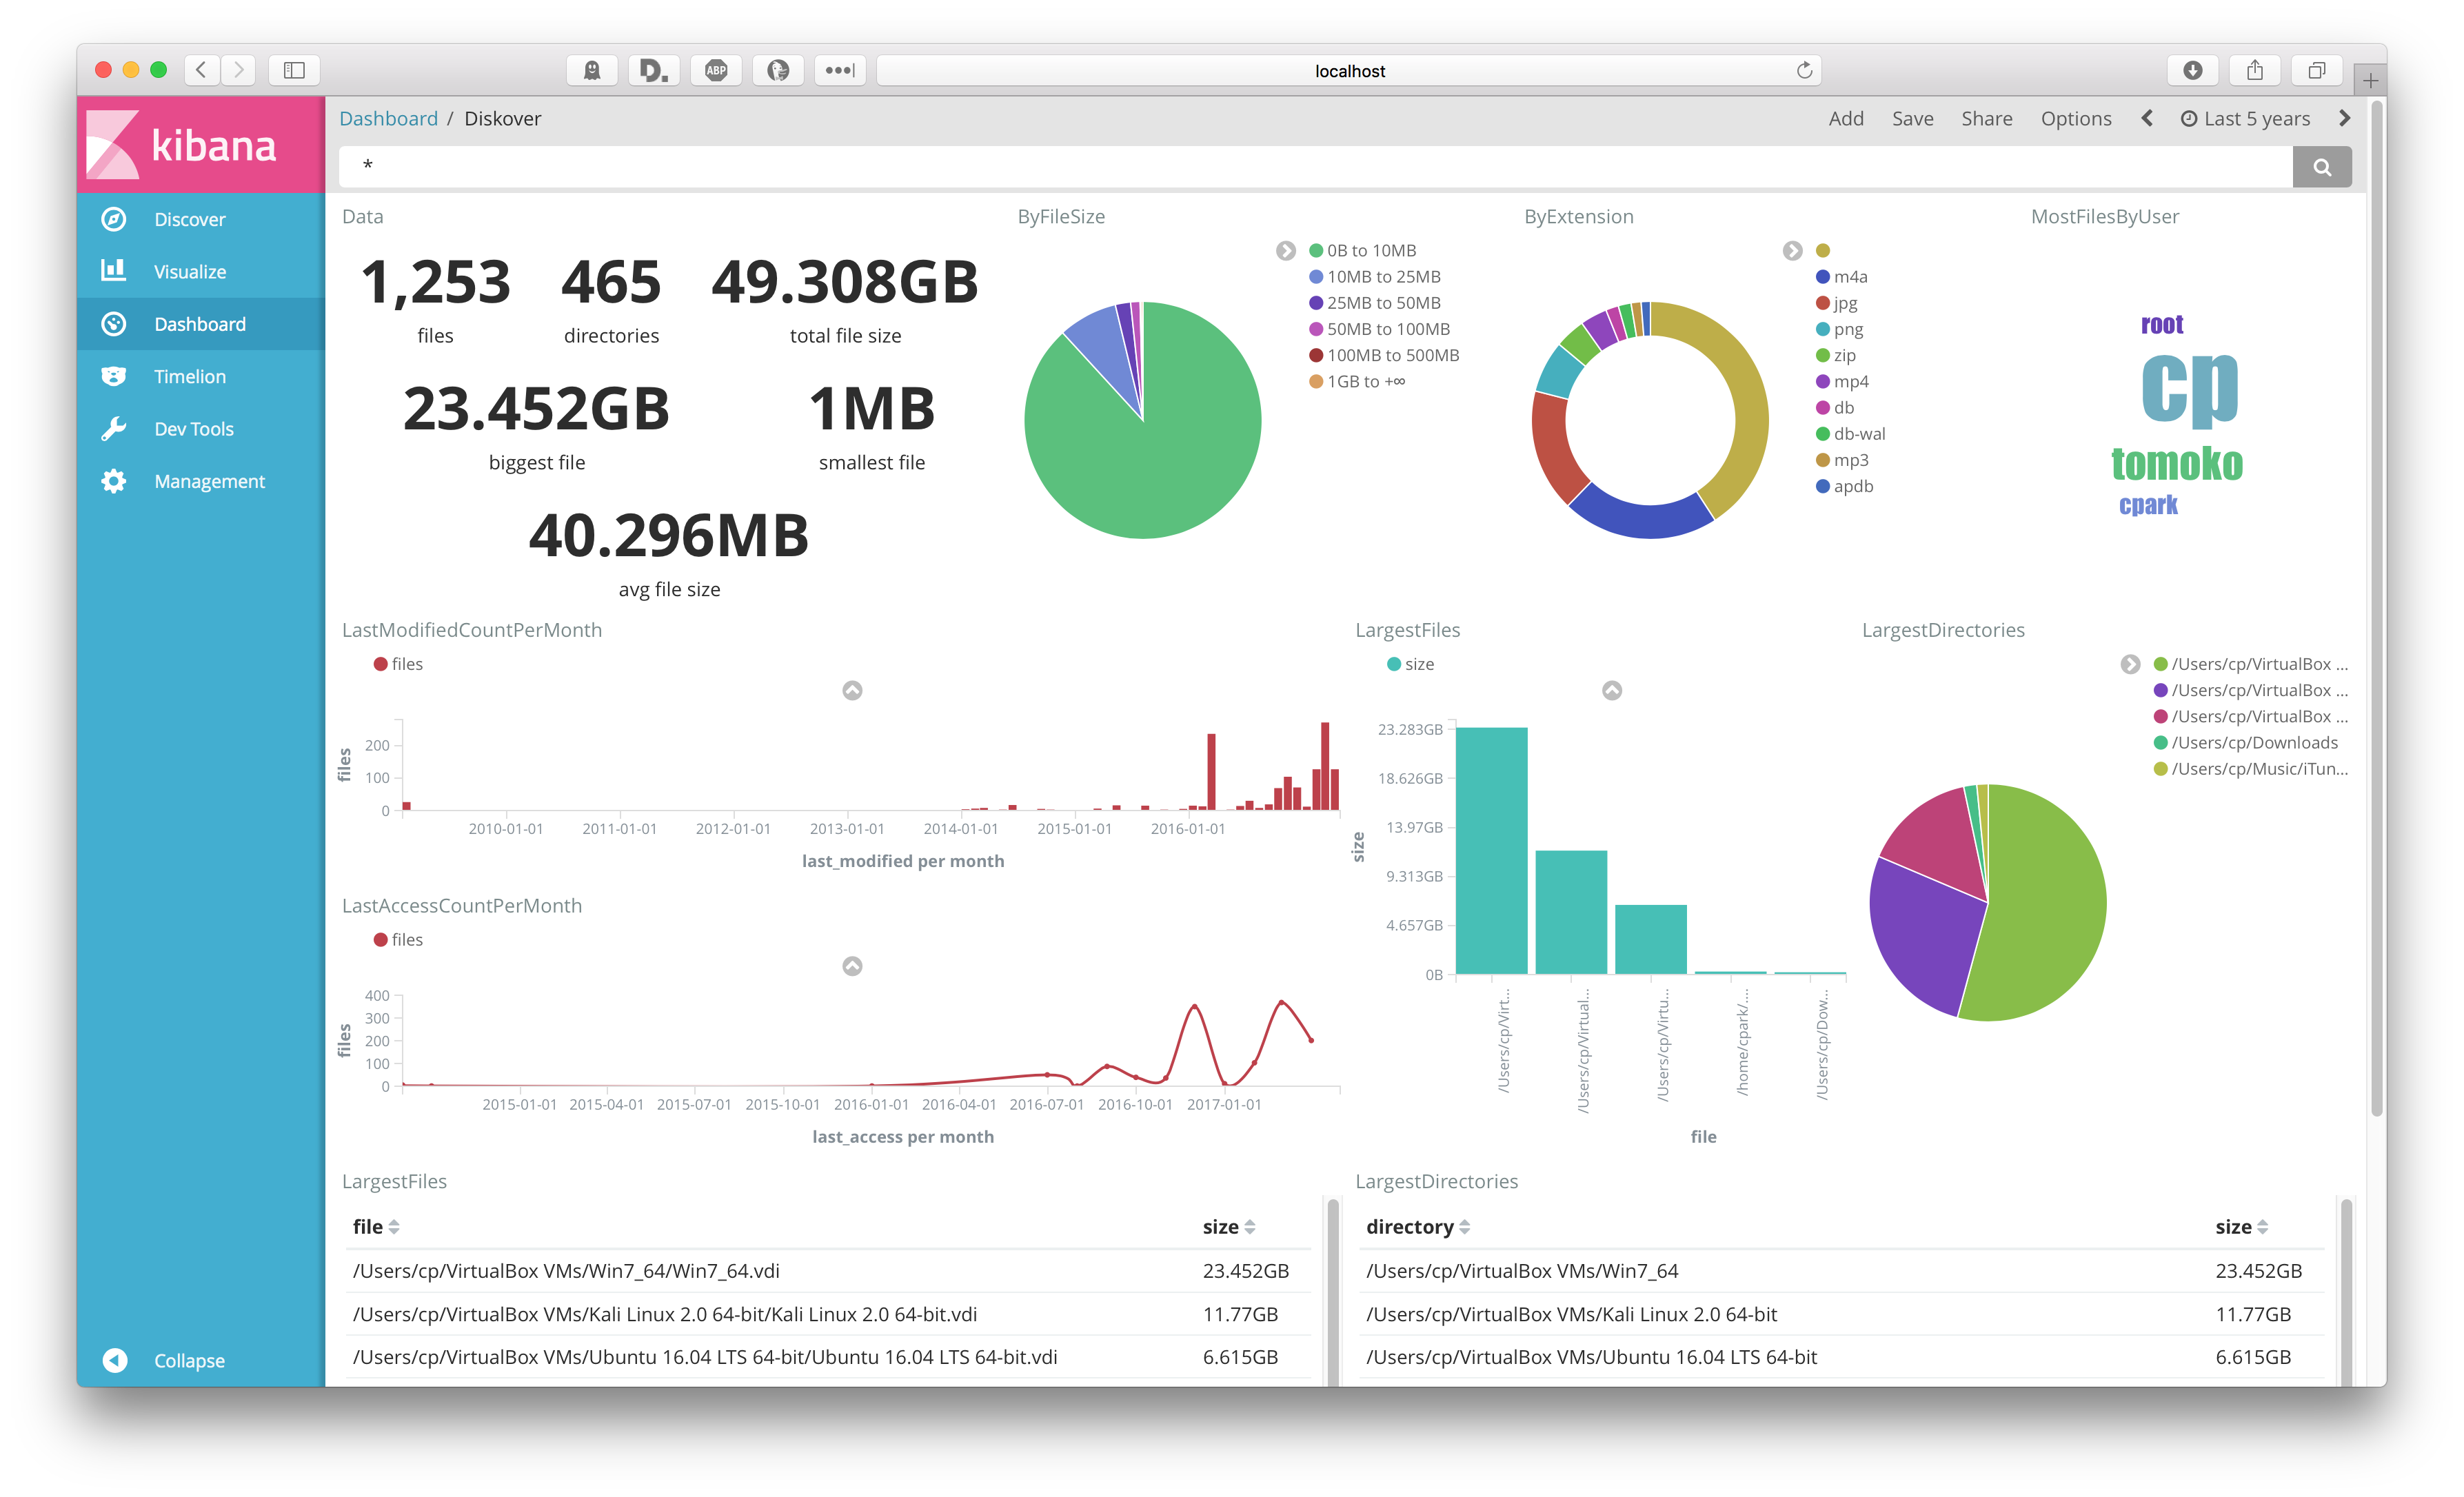 localhost
D.
ABP
kibana
Dashboard / Diskover
Add Save Share Options Last 5 years
*
Discover
Visualize
Dashboard
Timelion
Dev Tools
Management
Collapse
Data
1,253 465 49.308GB
files directories total file size
23.452GB 1MB
biggest file smallest file
40.296MB
avg file size
ByFileSize
0B to 10MB
10MB to 25MB
25MB to 50MB
50MB to 100MB
100MB to 500MB
1GB to +∞
ByExtension
m4a
jpg
png
zip
mp4
db
db-wal
mp3
apdb
MostFilesByUser
root
cp
tomoko
cpark
LastModifiedCountPerMonth
files
files
200
100
0
2010-01-01 2011-01-01 2012-01-01 2013-01-01 2014-01-01 2015-01-01 2016-01-01
last_modified per month
LastAccessCountPerMonth
files
files
400
300
200
100
0
2015-01-01 2015-04-01 2015-07-01 2015-10-01 2016-01-01 2016-04-01 2016-07-01 2016-10-01 2017-01-01
last_access per month
LargestFiles
size
size
23.283GB
18.626GB
13.97GB
9.313GB
4.657GB
0B
/Users/cp/Virt...
/Users/cp/Virtual...
/Users/cp/Virtu...
/home/cpark/....
/Users/cp/Dow...
file
LargestDirectories
/Users/cp/VirtualBox ...
/Users/cp/VirtualBox ...
/Users/cp/VirtualBox ...
/Users/cp/Downloads
/Users/cp/Music/iTun...
LargestFiles
file size
/Users/cp/VirtualBox VMs/Win7_64/Win7_64.vdi 23.452GB
/Users/cp/VirtualBox VMs/Kali Linux 2.0 64-bit/Kali Linux 2.0 64-bit.vdi 11.77GB
/Users/cp/VirtualBox VMs/Ubuntu 16.04 LTS 64-bit/Ubuntu 16.04 LTS 64-bit.vdi 6.615GB
LargestDirectories
directory size
/Users/cp/VirtualBox VMs/Win7_64 23.452GB
/Users/cp/VirtualBox VMs/Kali Linux 2.0 64-bit 11.77GB
/Users/cp/VirtualBox VMs/Ubuntu 16.04 LTS 64-bit 6.615GB